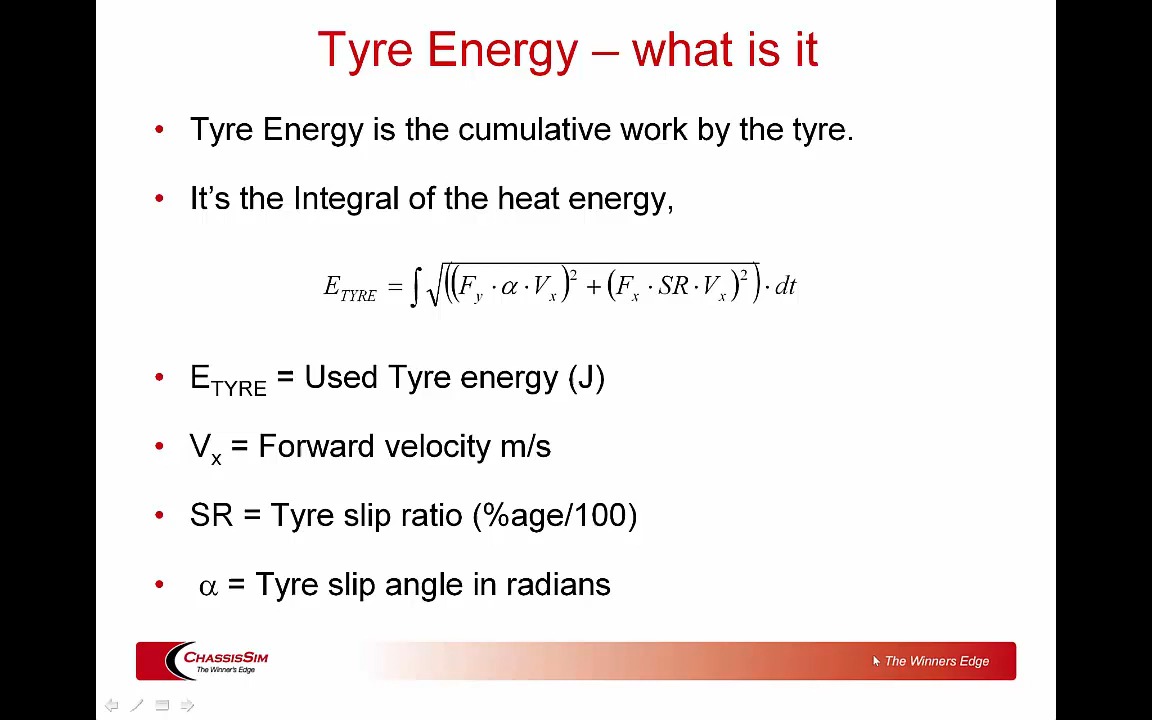 Tyre Energy – what is it
• Tyre Energy is the cumulative work by the tyre.
• It’s the Integral of the heat energy,
E_TYRE = ∫ √((F_y · α · V_x)² + (F_x · SR · V_x)²) · dt
• E_TYRE = Used Tyre energy (J)
• V_x = Forward velocity m/s
• SR = Tyre slip ratio (%age/100)
• α = Tyre slip angle in radians
CHASSISSIM
The Winner's Edge
The Winners Edge